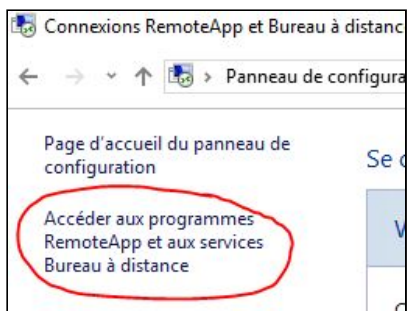 Connexions RemoteApp et Bureau à distanc
Panneau de configura
Page d'accueil du panneau de
configuration
Se c
Accéder aux programmes
RemoteApp et aux services
Bureau à distance